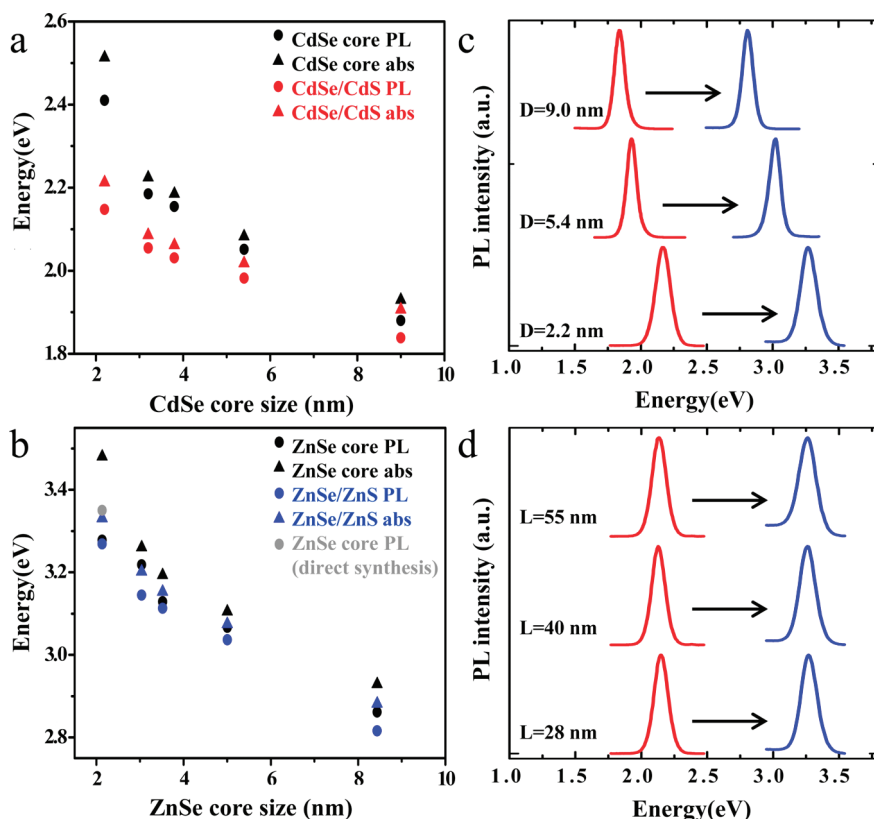 a
CdSe core PL
CdSe core abs
CdSe/CdS PL
CdSe/CdS abs
Energy(eV)
2.6
2.4
2.2
2.0
1.8
2
4
6
8
10
CdSe core size (nm)
b
ZnSe core PL
ZnSe core abs
ZnSe/ZnS PL
ZnSe/ZnS abs
ZnSe core PL
(direct synthesis)
Energy(eV)
3.4
3.2
3.0
2.8
2
4
6
8
10
ZnSe core size (nm)
c
PL intensity (a.u.)
D=9.0 nm
D=5.4 nm
D=2.2 nm
1.0
1.5
2.0
2.5
3.0
3.5
Energy(eV)
d
PL intensity (a.u.)
L=55 nm
L=40 nm
L=28 nm
1.0
1.5
2.0
2.5
3.0
3.5
Energy(eV)